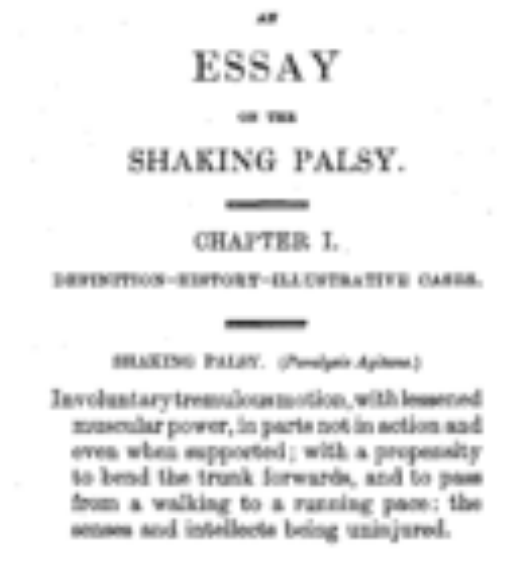 AN
ESSAY
ON THE
SHAKING PALSY.
CHAPTER I.
DEFINITION—HISTORY—ILLUSTRATIVE CASES.
SHAKING PALSY. (Paralysis Agitans.)
Involuntary tremulous motion, with lessened
muscular power, in parts not in action and
even when supported; with a propensity
to bend the trunk forwards, and to pass
from a walking to a running pace: the
senses and intellects being uninjured.